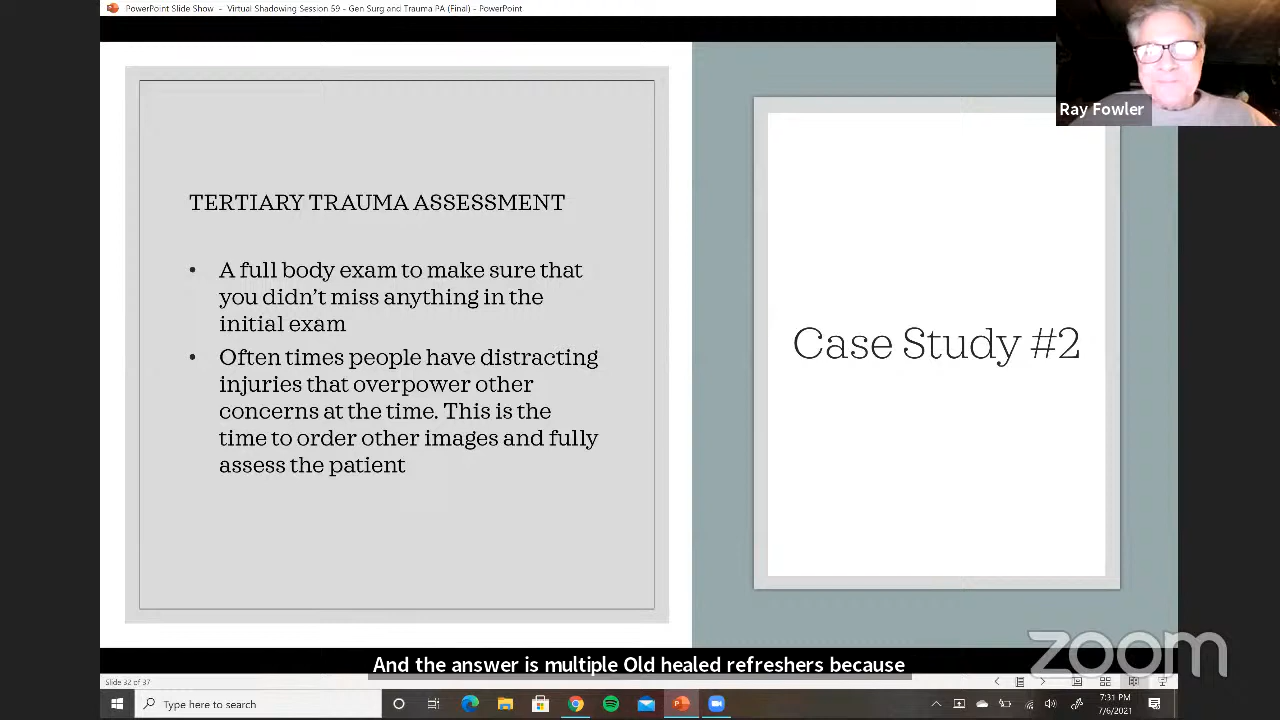 PowerPoint Slide Show - Virtual Shadowing Session 59 - Gen Surg and Trauma PA (Final) - PowerPoint
Ray Fowler
TERTIARY TRAUMA ASSESSMENT
• A full body exam to make sure that
you didn't miss anything in the
initial exam
• Often times people have distracting
injuries that overpower other
concerns at the time. This is the
time to order other images and fully
assess the patient
Case Study #2
And the answer is multiple Old healed refreshers because
zoom
Slide 32 of 37
Type here to search
7:31 PM
7/6/2021